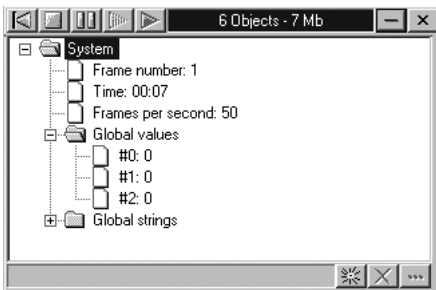 6 Objects - 7 Mb
System
Frame number: 1
Time: 00:07
Frames per second: 50
Global values
#0: 0
#1: 0
#2: 0
Global strings